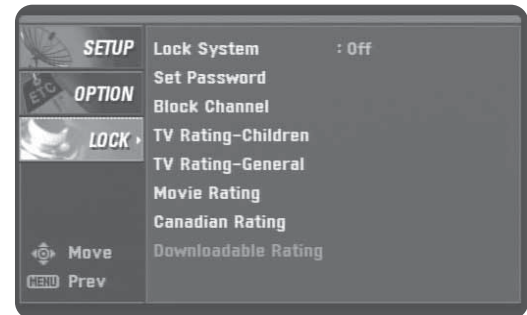 SETUP
ETC
OPTION
LOCK
Lock System : Off
Set Password
Block Channel
TV Rating-Children
TV Rating-General
Movie Rating
Canadian Rating
Downloadable Rating
Move
MENU Prev